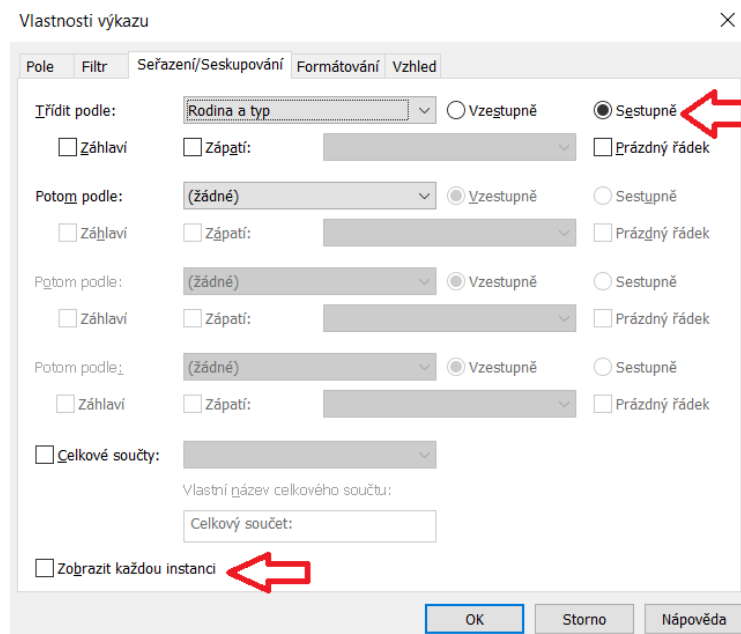 Vlastnosti výkazu
Pole Filtr Seřazení/Seskupování Formátování Vzhled
Třídit podle: Rodina a typ Vzestupně Sestupně
Záhlaví Zápatí: Prázdný řádek
Potom podle: (žádné) Vzestupně Sestupně
Záhlaví Zápatí: Prázdný řádek
Potom podle: (žádné) Vzestupně Sestupně
Záhlaví Zápatí: Prázdný řádek
Potom podle: (žádné) Vzestupně Sestupně
Záhlaví Zápatí: Prázdný řádek
Celkové součty:
Vlastní název celkového součtu:
Celkový součet:
Zobrazit každou instanci
OK Storno Nápověda